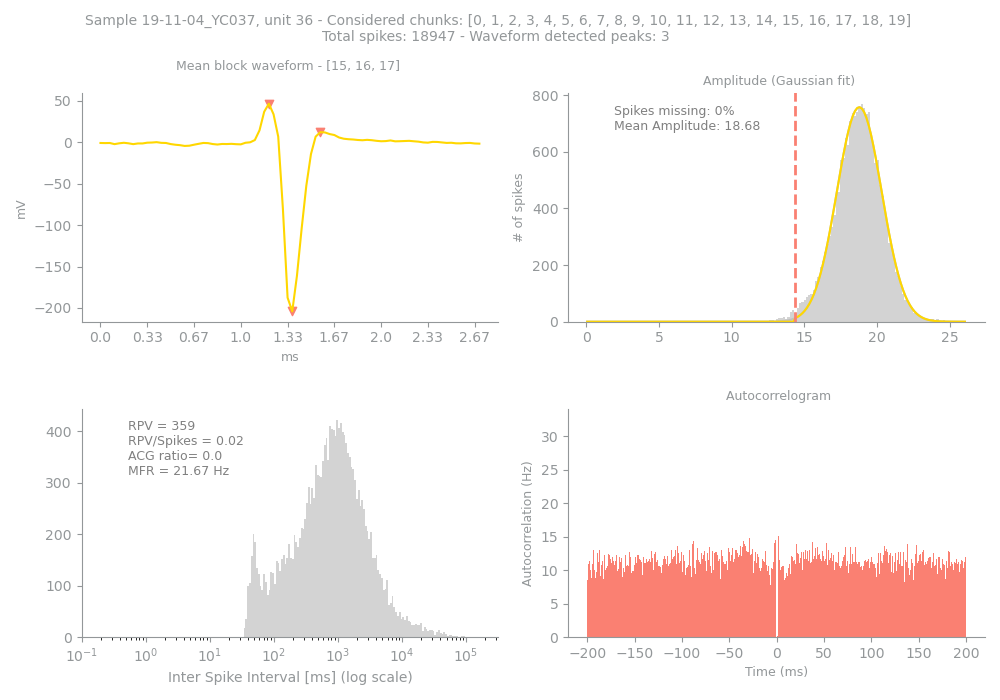 Sample 19-11-04_YC037, unit 36 - Considered chunks: [0, 1, 2, 3, 4, 5, 6, 7, 8, 9, 10, 11, 12, 13, 14, 15, 16, 17, 18, 19]
Total spikes: 18947 - Waveform detected peaks: 3
Mean block waveform - [15, 16, 17]
50
0
−50
−100
−150
−200
mV
0.0 0.33 0.67 1.0 1.33 1.67 2.0 2.33 2.67
ms
Amplitude (Gaussian fit)
Spikes missing: 0%
Mean Amplitude: 18.68
800
600
400
200
0
# of spikes
0 5 10 15 20 25
RPV = 359
RPV/Spikes = 0.02
ACG ratio= 0.0
MFR = 21.67 Hz
400
300
200
100
0
10⁻¹ 10⁰ 10¹ 10² 10³ 10⁴ 10⁵
Inter Spike Interval [ms] (log scale)
Autocorrelogram
30
25
20
15
10
5
0
Autocorrelation (Hz)
−200 −150 −100 −50 0 50 100 150 200
Time (ms)